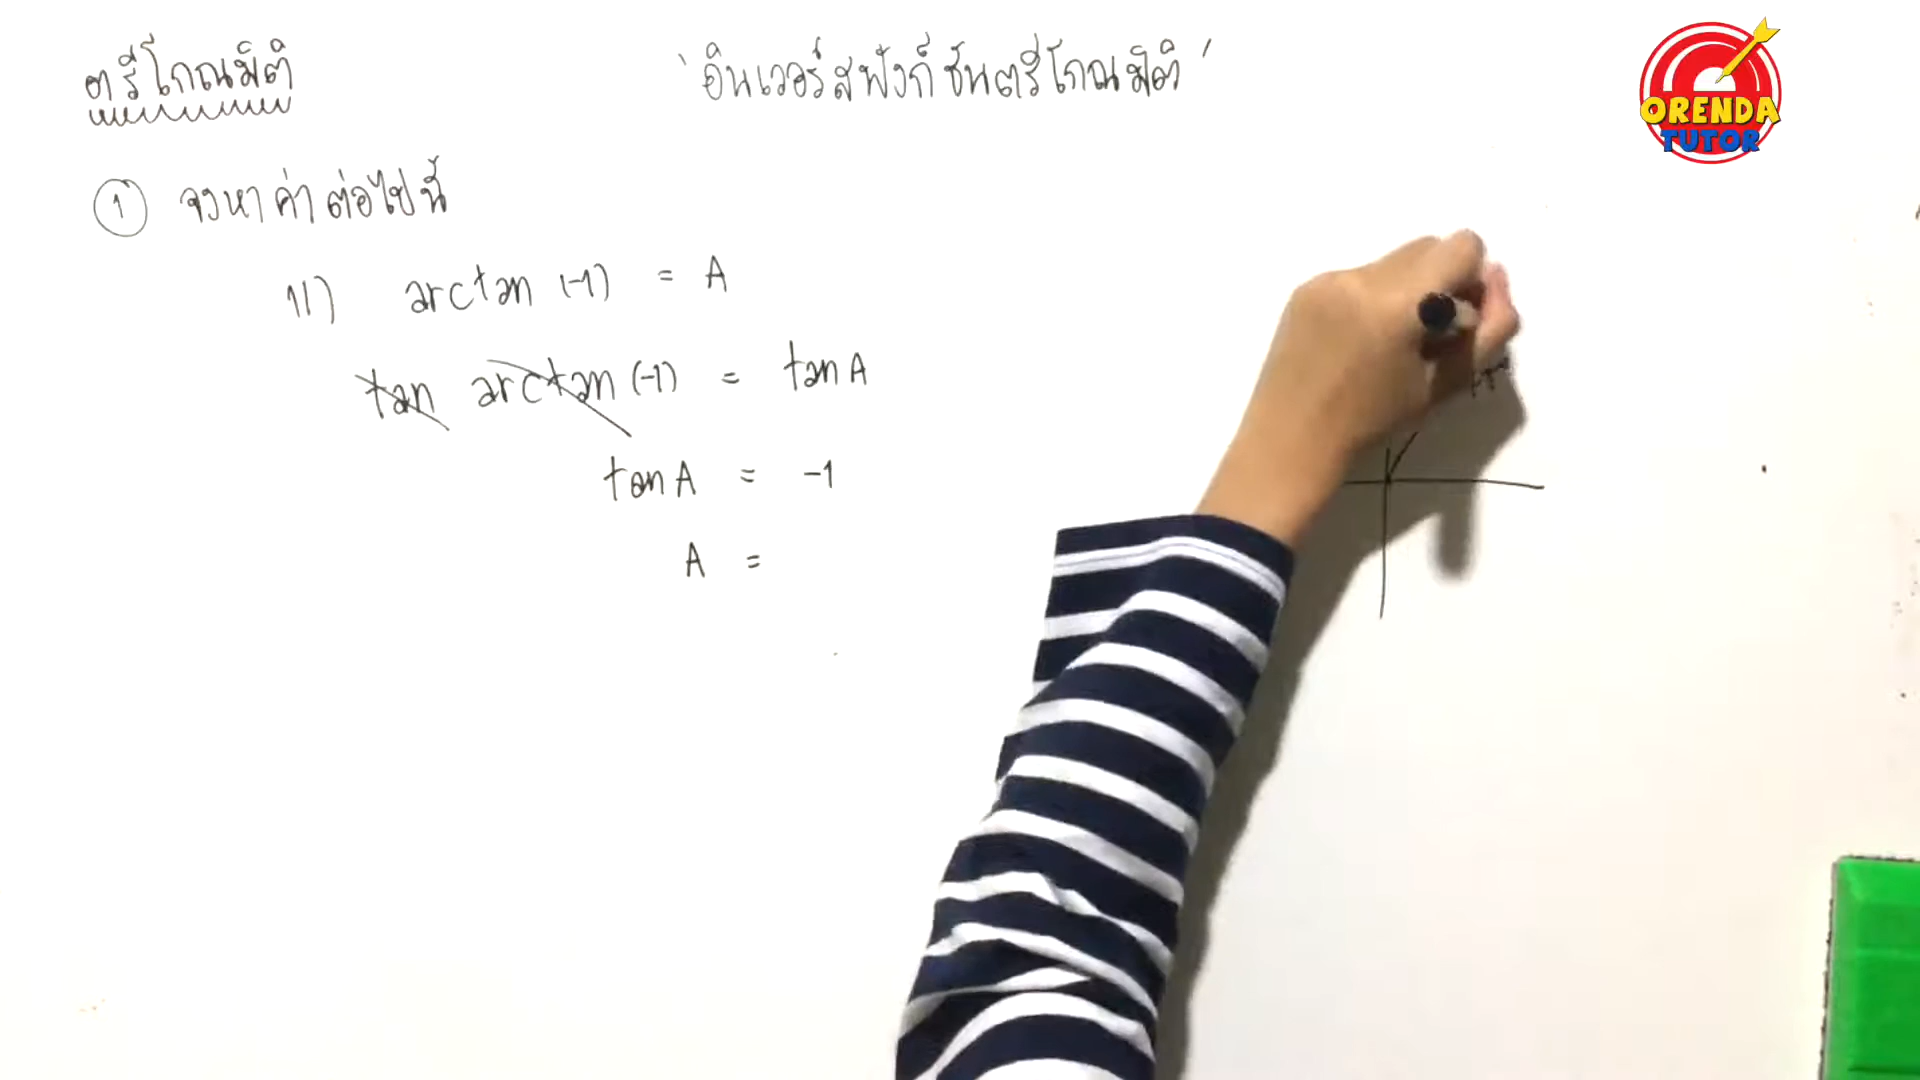 ตรีโกณมิติ
'อินเวอร์สฟังก์ชันตรีโกณมิติ'
ORENDA
TUTOR
① จงหาค่าต่อไปนี้
11) arctan (-1) = A
tan arctan (-1) = tan A
tan A = -1
A =